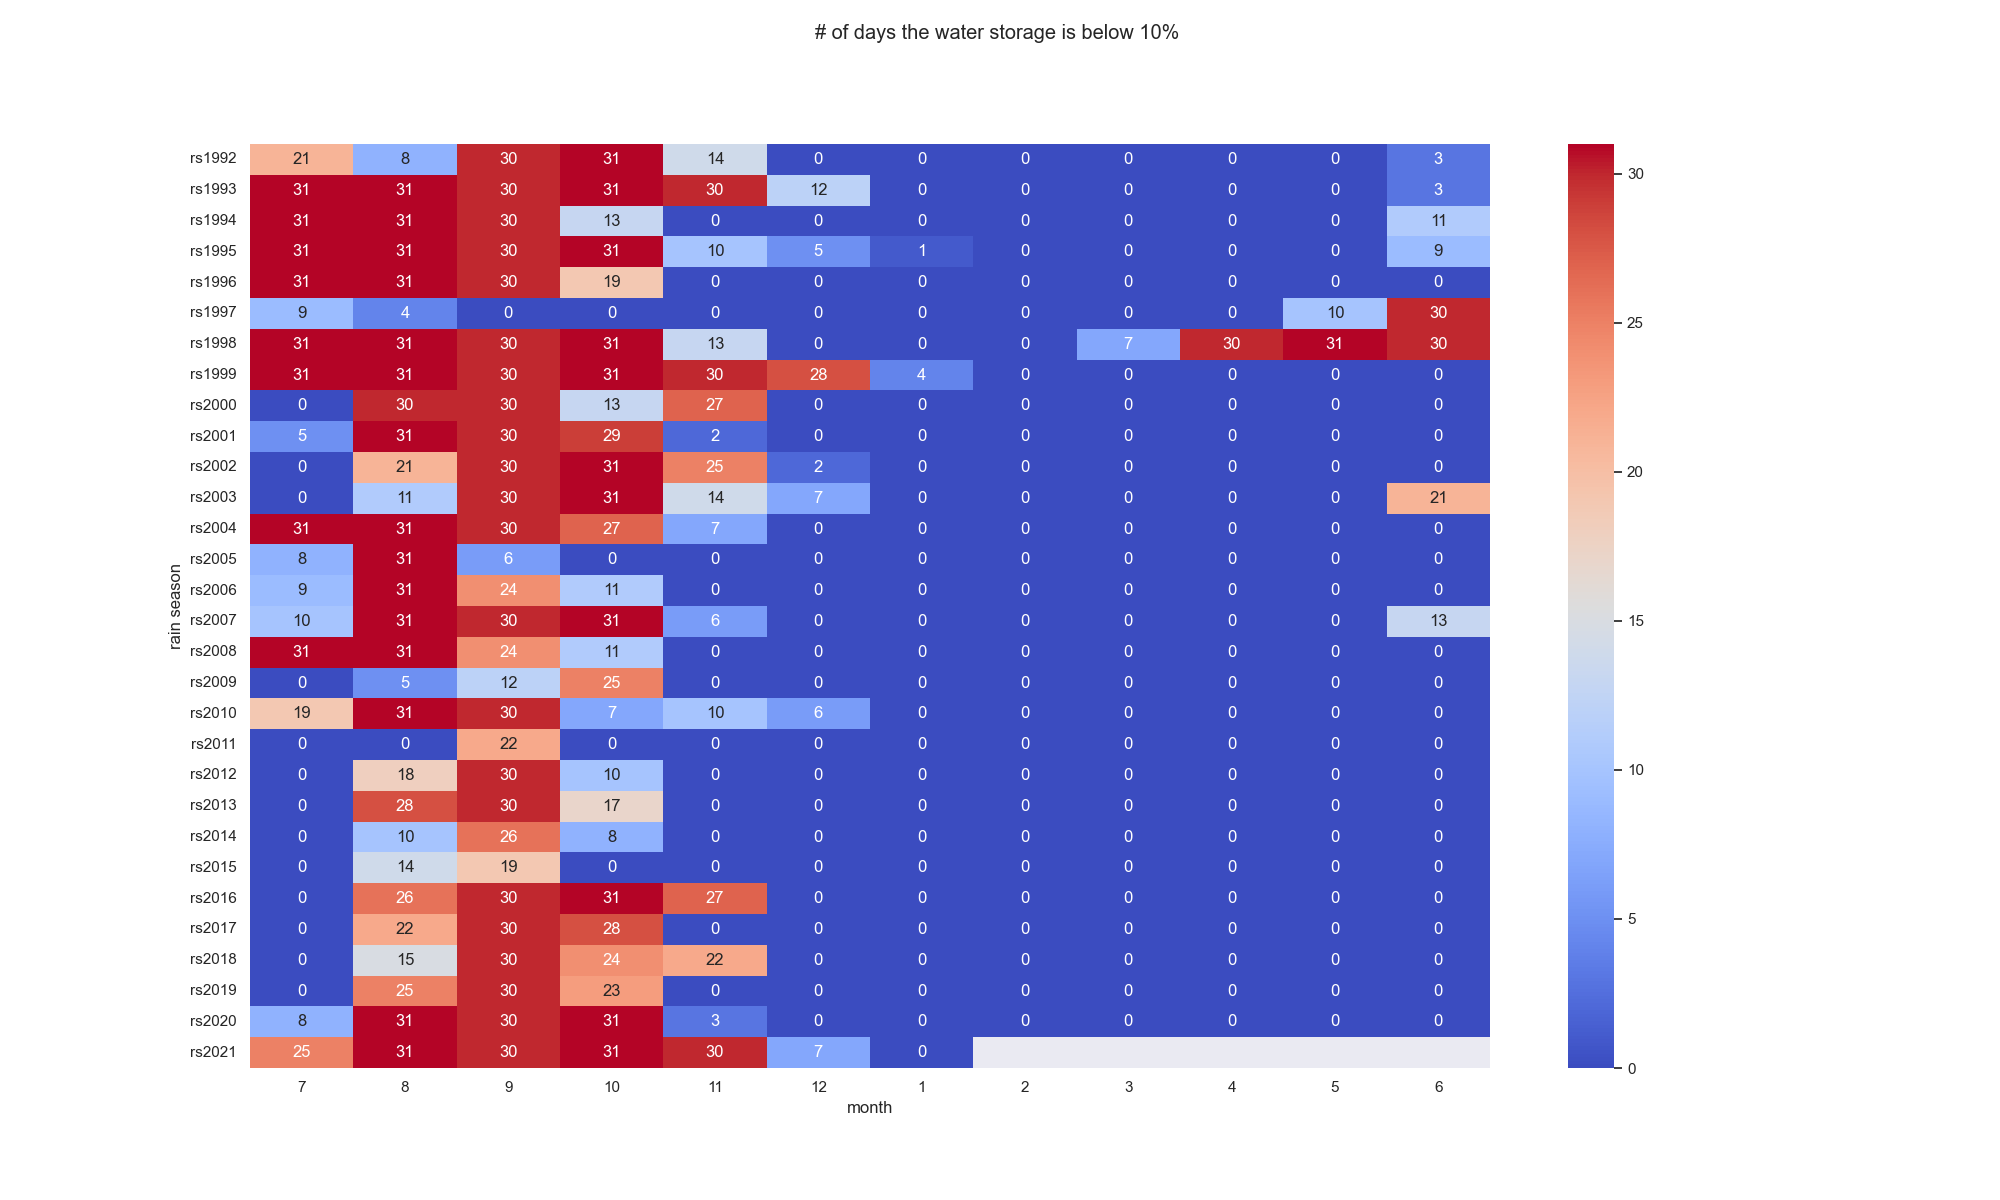 # of days the water storage is below 10%
rs1992 21 8 30 31 14 0 0 0 0 0 0 3
rs1993 31 31 30 31 30 12 0 0 0 0 0 3
rs1994 31 31 30 13 0 0 0 0 0 0 0 11
rs1995 31 31 30 31 10 5 1 0 0 0 0 9
rs1996 31 31 30 19 0 0 0 0 0 0 0 0
rs1997 9 4 0 0 0 0 0 0 0 0 10 30
rs1998 31 31 30 31 13 0 0 0 7 30 31 30
rs1999 31 31 30 31 30 28 4 0 0 0 0 0
rs2000 0 30 30 13 27 0 0 0 0 0 0 0
rs2001 5 31 30 29 2 0 0 0 0 0 0 0
rs2002 0 21 30 31 25 2 0 0 0 0 0 0
rs2003 0 11 30 31 14 7 0 0 0 0 0 21
rs2004 31 31 30 27 7 0 0 0 0 0 0 0
rs2005 8 31 6 0 0 0 0 0 0 0 0 0
rs2006 9 31 24 11 0 0 0 0 0 0 0 0
rs2007 10 31 30 31 6 0 0 0 0 0 0 13
rs2008 31 31 24 11 0 0 0 0 0 0 0 0
rs2009 0 5 12 25 0 0 0 0 0 0 0 0
rs2010 19 31 30 7 10 6 0 0 0 0 0 0
rs2011 0 0 22 0 0 0 0 0 0 0 0 0
rs2012 0 18 30 10 0 0 0 0 0 0 0 0
rs2013 0 28 30 17 0 0 0 0 0 0 0 0
rs2014 0 10 26 8 0 0 0 0 0 0 0 0
rs2015 0 14 19 0 0 0 0 0 0 0 0 0
rs2016 0 26 30 31 27 0 0 0 0 0 0 0
rs2017 0 22 30 28 0 0 0 0 0 0 0 0
rs2018 0 15 30 24 22 0 0 0 0 0 0 0
rs2019 0 25 30 23 0 0 0 0 0 0 0 0
rs2020 8 31 30 31 3 0 0 0 0 0 0 0
rs2021 25 31 30 31 30 7 0
7 8 9 10 11 12 1 2 3 4 5 6
month
rain season
30
25
20
15
10
5
0